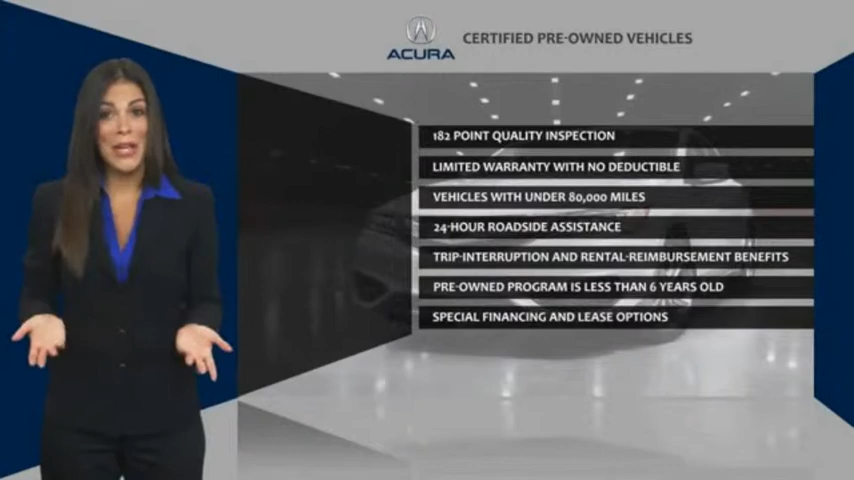 ACURA
CERTIFIED PRE-OWNED VEHICLES
182 POINT QUALITY INSPECTION
LIMITED WARRANTY WITH NO DEDUCTIBLE
VEHICLES WITH UNDER 80,000 MILES
24-HOUR ROADSIDE ASSISTANCE
TRIP-INTERRUPTION AND RENTAL-REIMBURSEMENT BENEFITS
PRE-OWNED PROGRAM IS LESS THAN 6 YEARS OLD
SPECIAL FINANCING AND LEASE OPTIONS